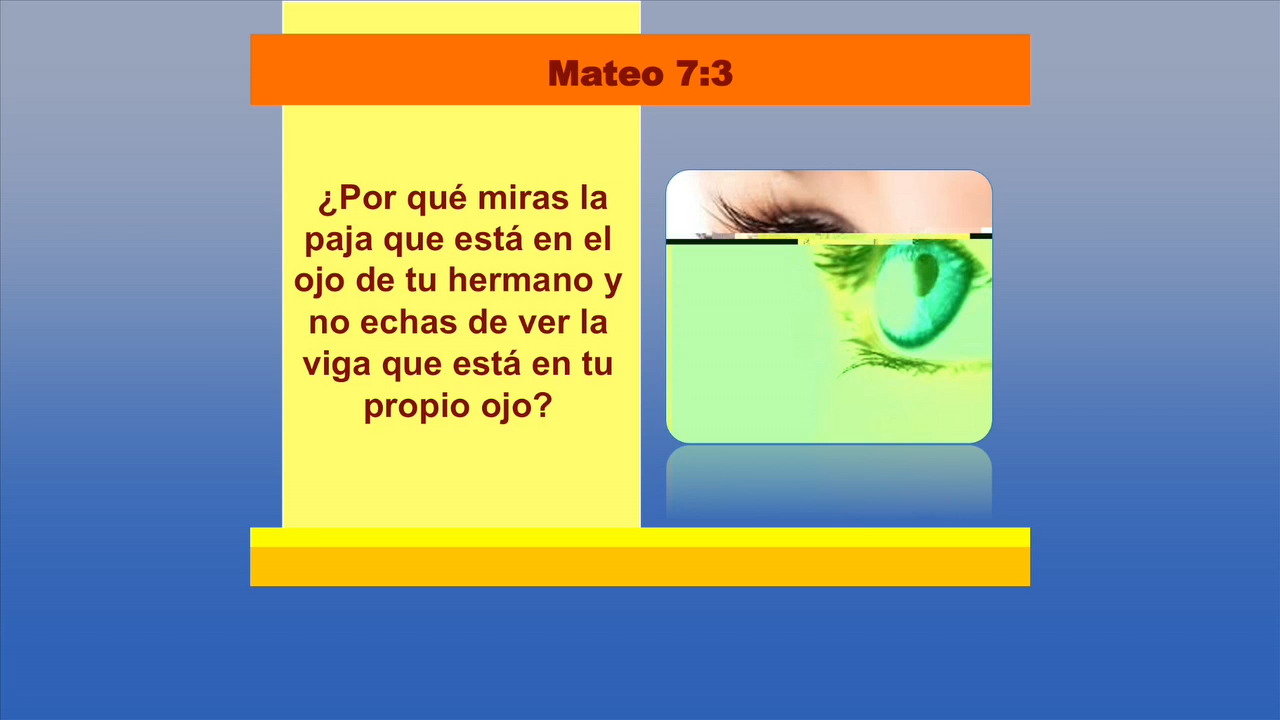 Mateo 7:3
¿Por qué miras la
paja que está en el
ojo de tu hermano y
no echas de ver la
viga que está en tu
propio ojo?